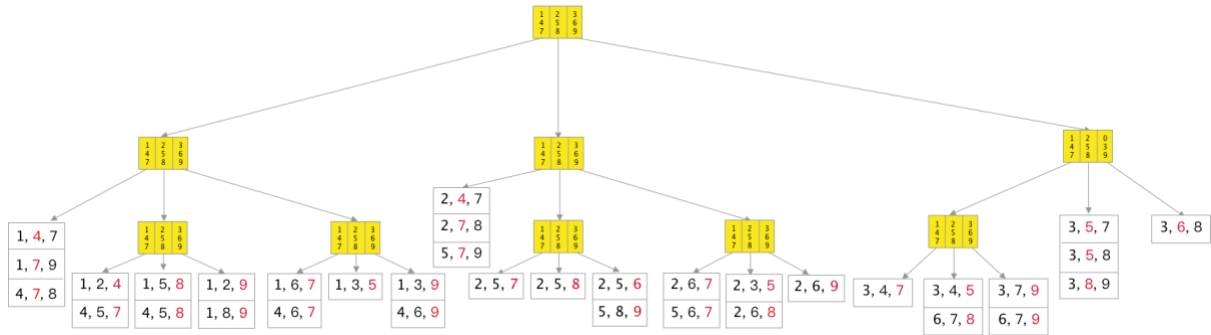 1 2 3
4 5 6
7 8 9
1 2 3
4 5 6
7 8 9
1 2 3
4 5 6
7 8 9
1 2 0
4 5 3
7 8 9
1, 4, 7
1, 7, 9
4, 7, 8
1 2 3
4 5 6
7 8 9
1, 2, 4
4, 5, 7
1, 5, 8
4, 5, 8
1, 2, 9
1, 8, 9
1 2 3
4 5 6
7 8 9
1, 6, 7
4, 6, 7
1, 3, 5
1, 3, 9
4, 6, 9
2, 4, 7
2, 7, 8
5, 7, 9
1 2 3
4 5 6
7 8 9
2, 5, 7
2, 5, 8
2, 5, 6
5, 8, 9
1 2 3
4 5 6
7 8 9
2, 6, 7
5, 6, 7
2, 3, 5
2, 6, 8
2, 6, 9
1 2 3
4 5 6
7 8 9
3, 4, 7
3, 4, 5
6, 7, 8
3, 7, 9
6, 7, 9
3, 5, 7
3, 5, 8
3, 8, 9
3, 6, 8